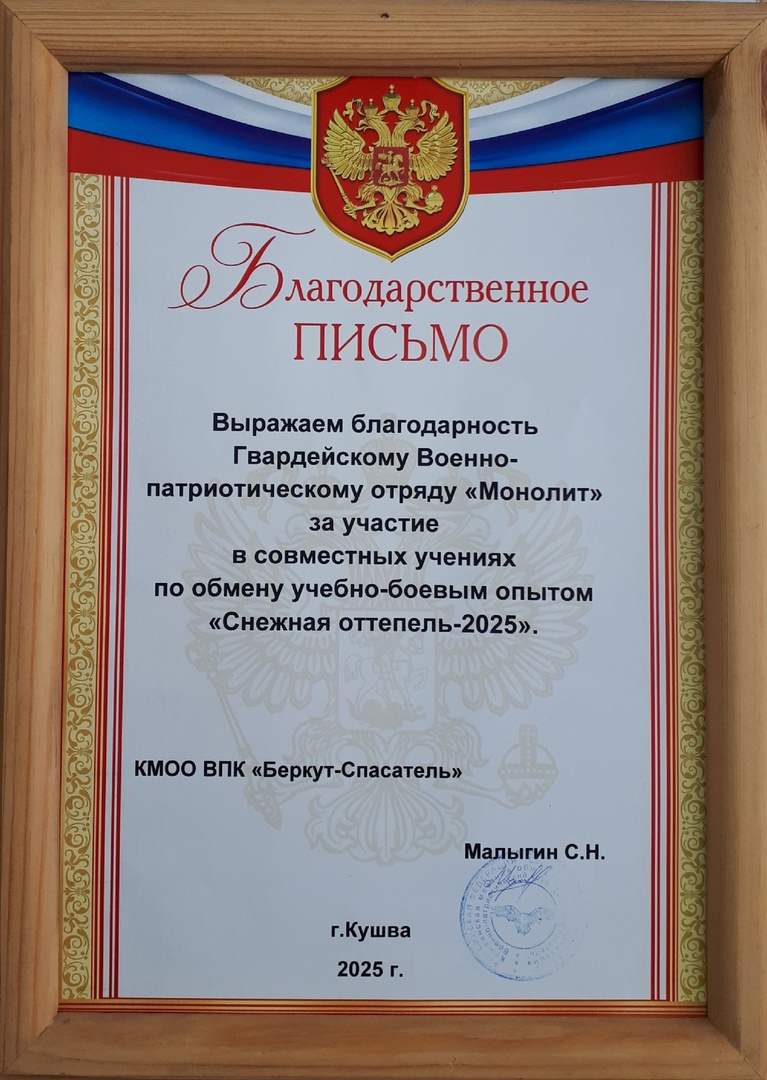 Благодарственное
ПИСЬМО
Выражаем благодарность
Гвардейскому Военно-
патриотическому отряду «Монолит»
за участие
в совместных учениях
по обмену учебно-боевым опытом
«Снежная оттепель-2025».
КМОО ВПК «Беркут-Спасатель»
Малыгин С.Н.
г.Кушва
2025 г.